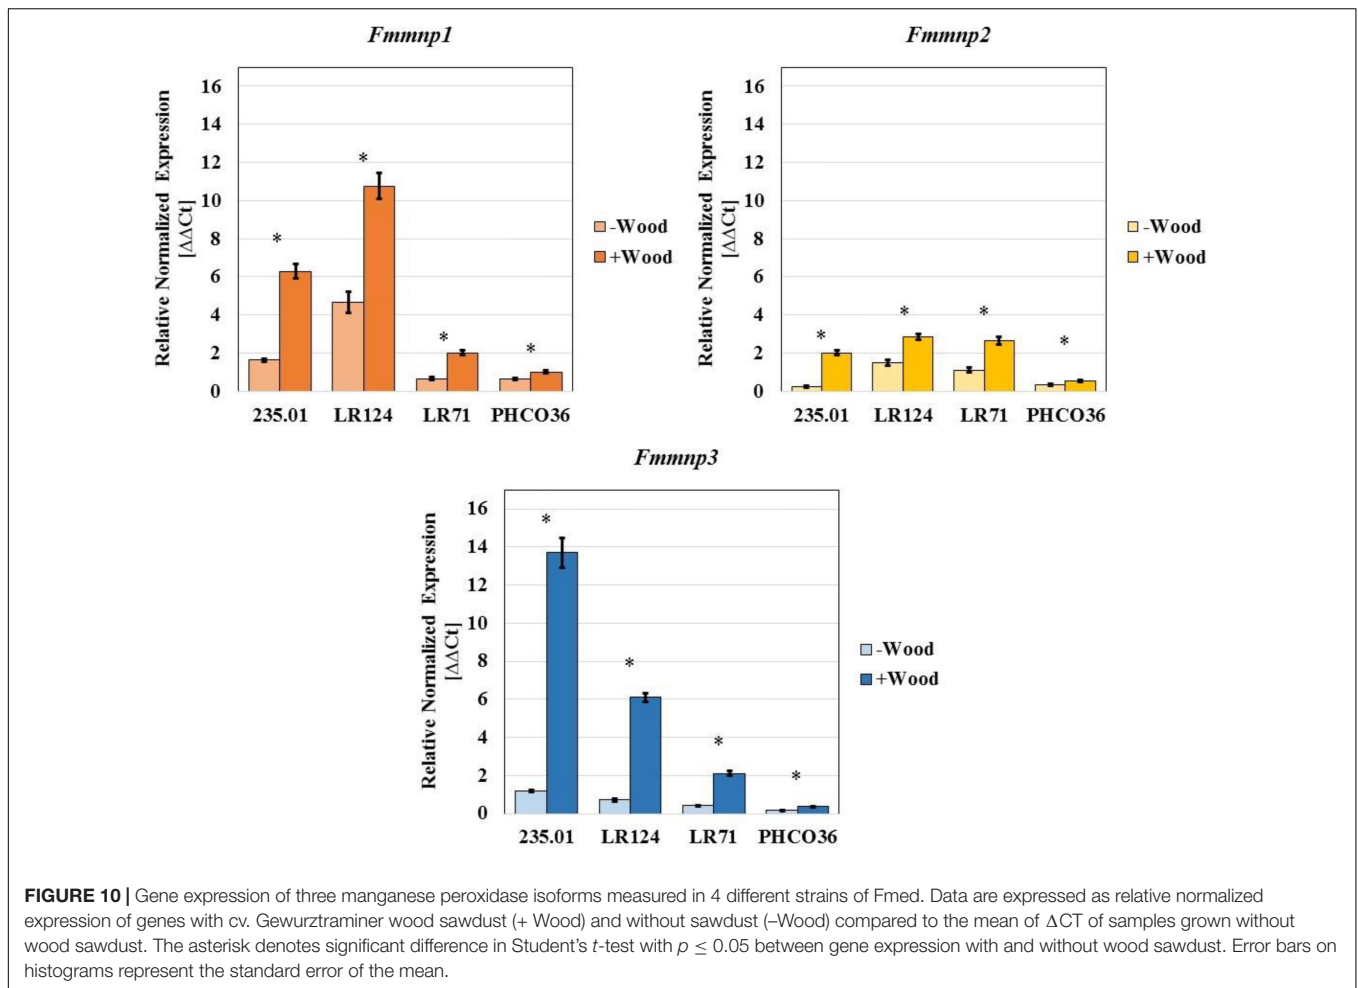 Fmmnp1
Relative Normalized Expression
[ΔΔCt]
16
14
12
10
8
6
4
2
0
*
*
*
*
235.01 LR124 LR71 PHCO36
-Wood
+Wood
Fmmnp2
Relative Normalized Expression
[ΔΔCt]
16
14
12
10
8
6
4
2
0
*
*
*
*
235.01 LR124 LR71 PHCO36
-Wood
+Wood
Fmmnp3
Relative Normalized Expression
[ΔΔCt]
16
14
12
10
8
6
4
2
0
*
*
*
*
235.01 LR124 LR71 PHCO36
-Wood
+Wood
FIGURE 10 | Gene expression of three manganese peroxidase isoforms measured in 4 different strains of Fmed. Data are expressed as relative normalized
expression of genes with cv. Gewurztraminer wood sawdust (+ Wood) and without sawdust (–Wood) compared to the mean of ΔCT of samples grown without
wood sawdust. The asterisk denotes significant difference in Student's t-test with p ≤ 0.05 between gene expression with and without wood sawdust. Error bars on
histograms represent the standard error of the mean.